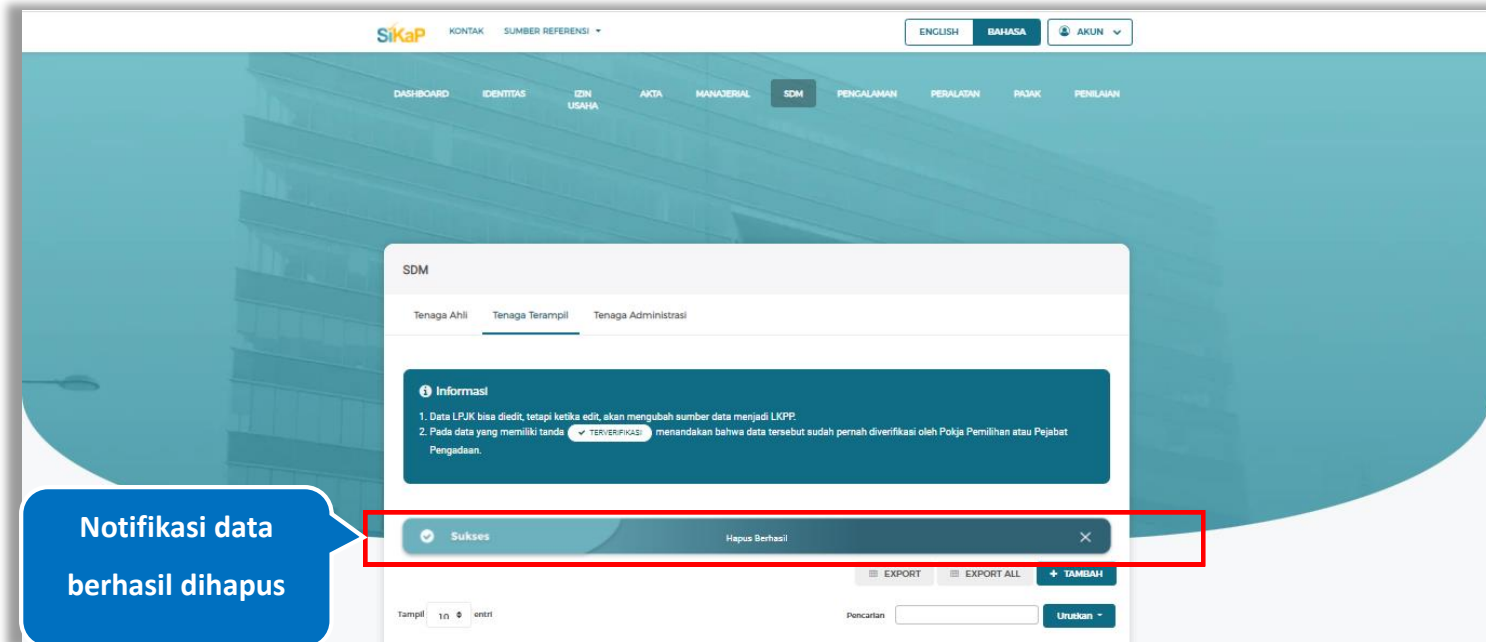 SiKaP KONTAK SUMBER REFERENSI ENGLISH BAHASA AKUN
DASHBOARD IDENTITAS IZIN USAHA AKTA MANAJERIAL SDM PENGALAMAN PERALATAN PAJAK PENILAIAN
SDM
Tenaga Ahli Tenaga Terampil Tenaga Administrasi
Informasi
1. Data LPJK bisa diedit, tetapi ketika edit, akan mengubah sumber data menjadi LKPP.
2. Pada data yang memiliki tanda TERVERIFIKASI menandakan bahwa data tersebut sudah pernah diverifikasi oleh Pokja Pemilihan atau Pejabat
Pengadaan.
Notifikasi data
berhasil dihapus
Sukses Hapus Berhasil
EXPORT EXPORT ALL + TAMBAH
Tampil 10 entri Pencarian Urutkan